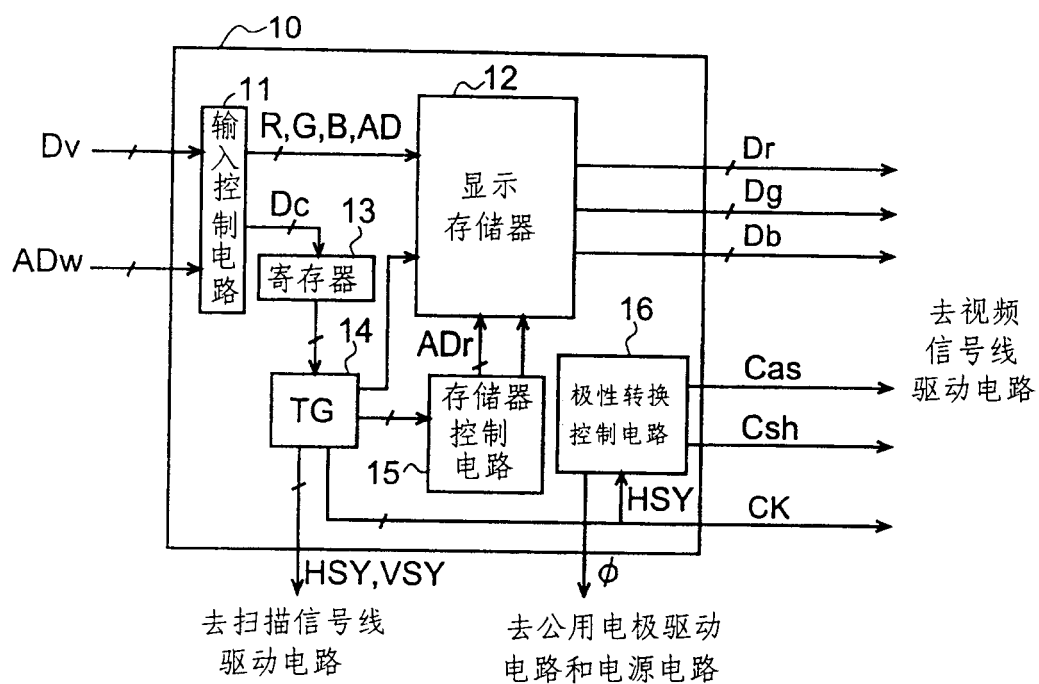 10
11
12
输入控制电路
R,G,B,AD
Dv
Dr
Dg
Db
显示
存储器
Dc
13
ADw
寄存器
14
ADr
16
去视频
信号线
驱动电路
TG
存储器
控制
电路
15
极性转换
控制电路
Cas
Csh
HSY
CK
HSY,VSY
ϕ
去扫描信号线
驱动电路
去公用电极驱动
电路和电源电路